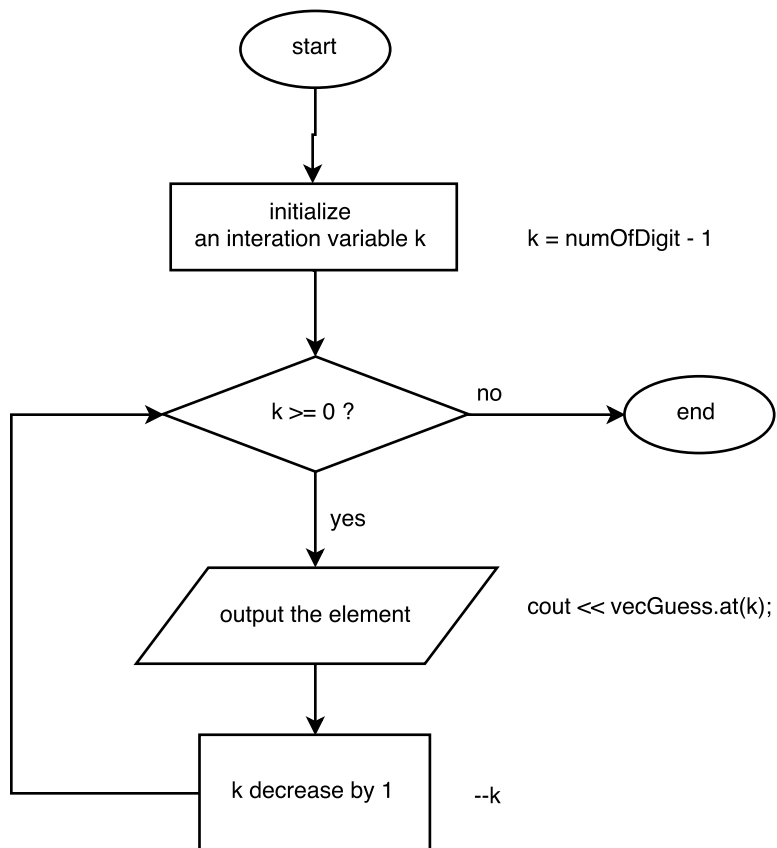 start
initialize
an interation variable k
k = numOfDigit - 1
k >= 0 ?
no
end
yes
output the element
cout << vecGuess.at(k);
k decrease by 1
--k